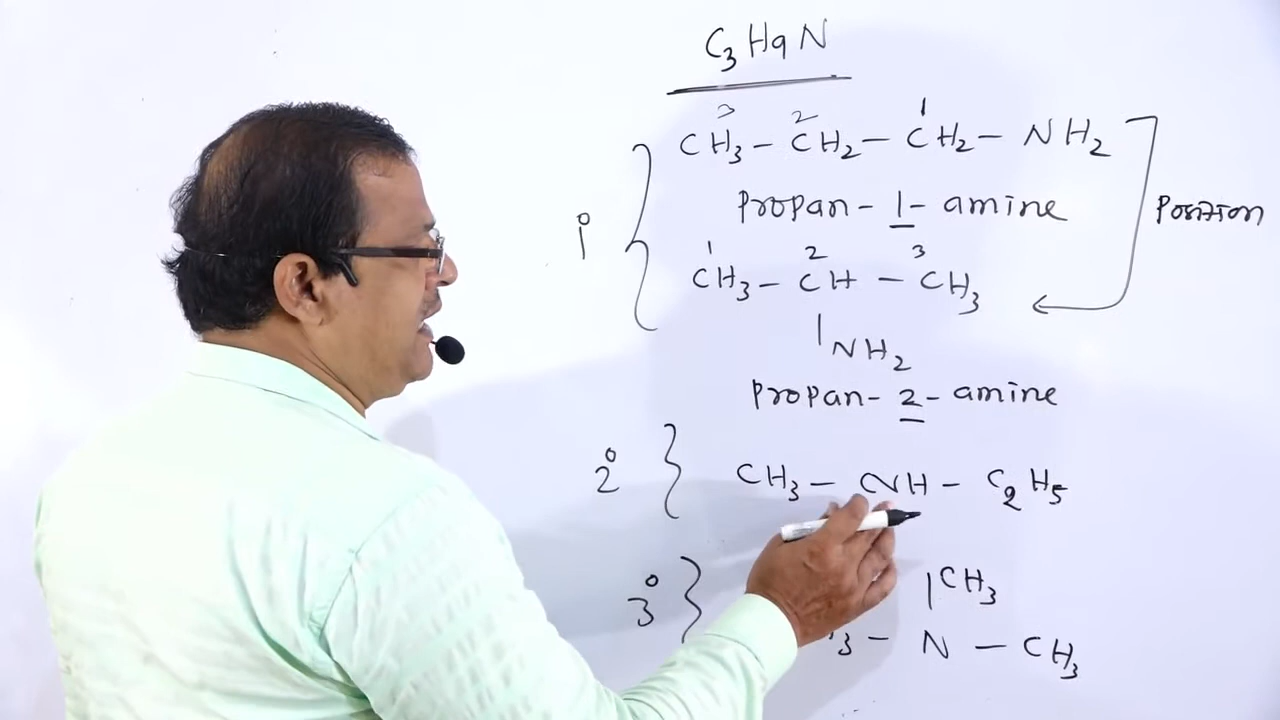 C3H9N
3 2 1
CH3 - CH2 - CH2 - NH2
1° { Propan - 1 - amine ] Position
1 2 3
CH3 - CH - CH3
| NH2
Propan - 2 - amine
2° } CH3 - NH - C2H5
| CH3
3° } 3 - N - CH3